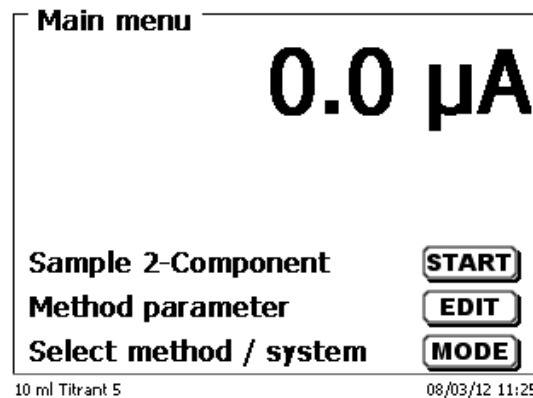 Main menu
0.0 µA
Sample 2-Component START
Method parameter EDIT
Select method / system MODE
10 ml Titrant 5 08/03/12 11:25